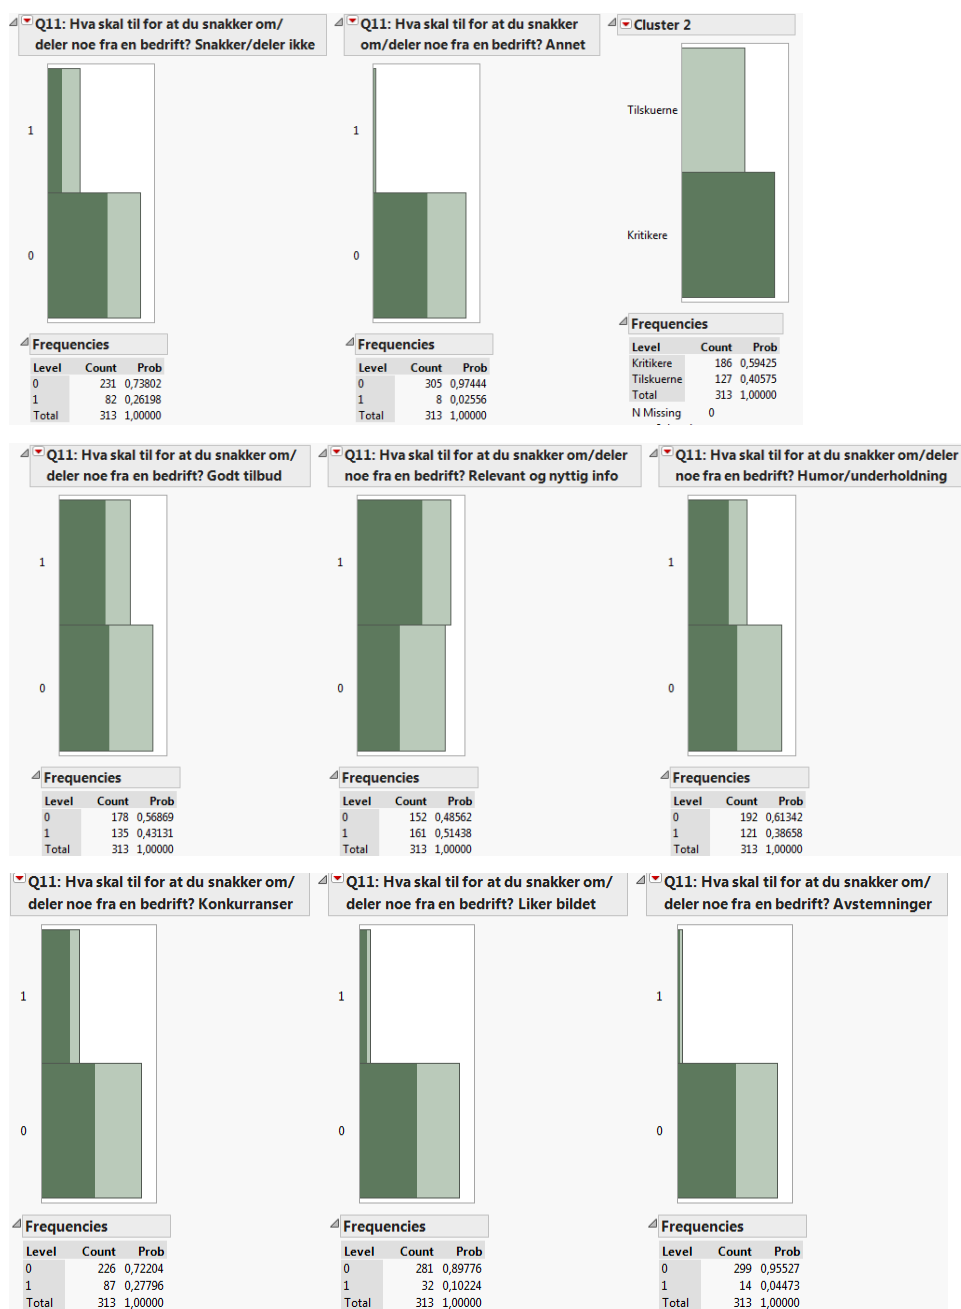 Q11: Hva skal til for at du snakker om/
deler noe fra en bedrift? Snakker/deler ikke
1
0
Frequencies
Level Count Prob
0 231 0,73802
1 82 0,26198
Total 313 1,00000
Q11: Hva skal til for at du snakker
om/deler noe fra en bedrift? Annet
1
0
Frequencies
Level Count Prob
0 305 0,97444
1 8 0,02556
Total 313 1,00000
Cluster 2
Tilskuerne
Kritikere
Frequencies
Level Count Prob
Kritikere 186 0,59425
Tilskuerne 127 0,40575
Total 313 1,00000
N Missing 0
Q11: Hva skal til for at du snakker om/
deler noe fra en bedrift? Godt tilbud
1
0
Frequencies
Level Count Prob
0 178 0,56869
1 135 0,43131
Total 313 1,00000
Q11: Hva skal til for at du snakker om/deler
noe fra en bedrift? Relevant og nyttig info
1
0
Frequencies
Level Count Prob
0 152 0,48562
1 161 0,51438
Total 313 1,00000
Q11: Hva skal til for at du snakker om/deler
noe fra en bedrift? Humor/underholdning
1
0
Frequencies
Level Count Prob
0 192 0,61342
1 121 0,38658
Total 313 1,00000
Q11: Hva skal til for at du snakker om/
deler noe fra en bedrift? Konkurranser
1
0
Frequencies
Level Count Prob
0 226 0,72204
1 87 0,27796
Total 313 1,00000
Q11: Hva skal til for at du snakker om/
deler noe fra en bedrift? Liker bildet
1
0
Frequencies
Level Count Prob
0 281 0,89776
1 32 0,10224
Total 313 1,00000
Q11: Hva skal til for at du snakker om/
deler noe fra en bedrift? Avstemninger
1
0
Frequencies
Level Count Prob
0 299 0,95527
1 14 0,04473
Total 313 1,00000